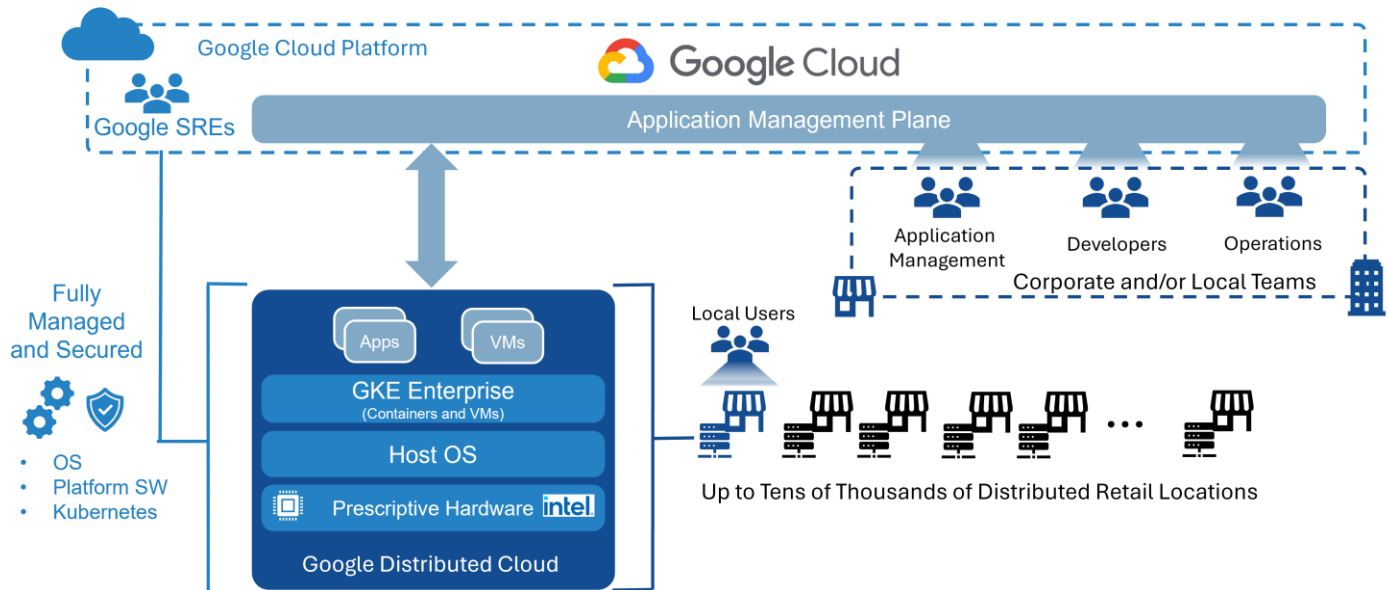 Google Cloud Platform
Google Cloud
Google SREs
Application Management Plane
Application
Management
Developers
Operations
Corporate and/or Local Teams
Fully
Managed
and Secured
• OS
• Platform SW
• Kubernetes
Apps
VMs
GKE Enterprise
(Containers and VMs)
Host OS
Prescriptive Hardware
intel.
Google Distributed Cloud
Local Users
...
Up to Tens of Thousands of Distributed Retail Locations